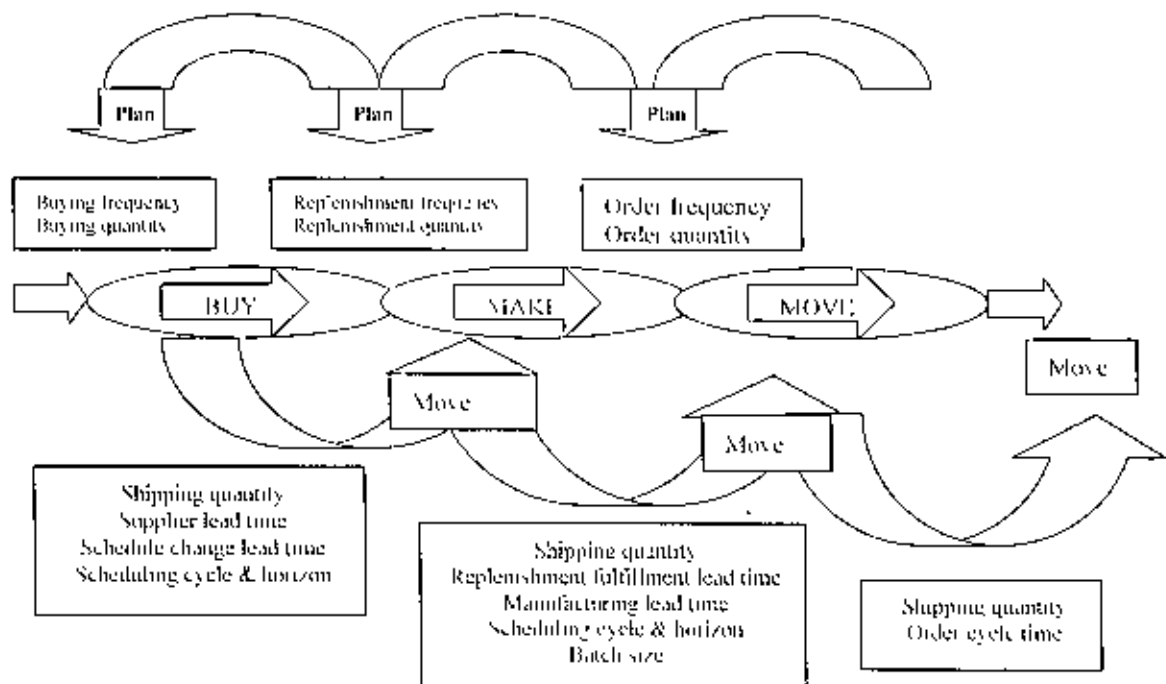 Plan
Plan
Plan
Buying frequency
Buying quantity
Replenishment frequency
Replenishment quantity
Order frequency
Order quantity
BUY
MAKE
MOVE
Move
Move
Move
Shipping quantity
Supplier lead time
Schedule change lead time
Scheduling cycle & horizon
Shipping quantity
Replenishment fulfillment lead time
Manufacturing lead time
Scheduling cycle & horizon
Batch size
Shipping quantity
Order cycle time